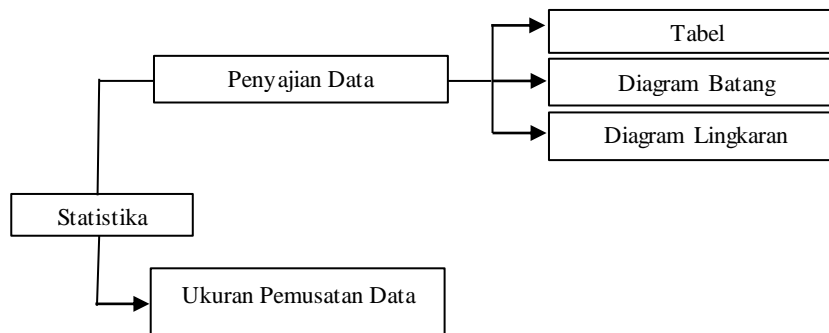 Tabel
Penyajian Data
Diagram Batang
Diagram Lingkaran
Statistika
Ukuran Pemusatan Data